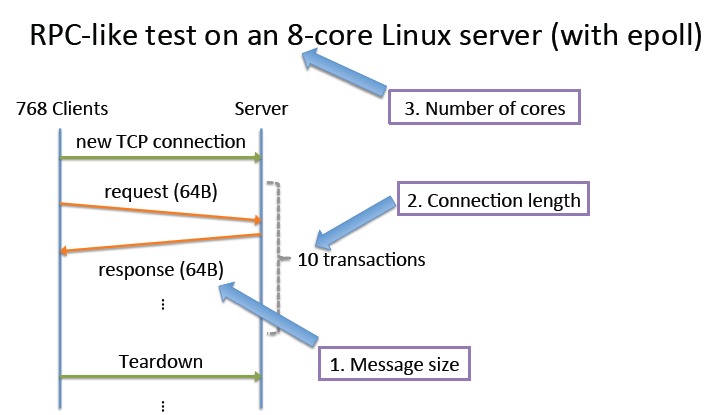 RPC-like test on an 8-core Linux server (with epoll)
3. Number of cores
768 Clients
Server
new TCP connection
request (64B)
2. Connection length
10 transactions
response (64B)
⋮
1. Message size
Teardown
⋮